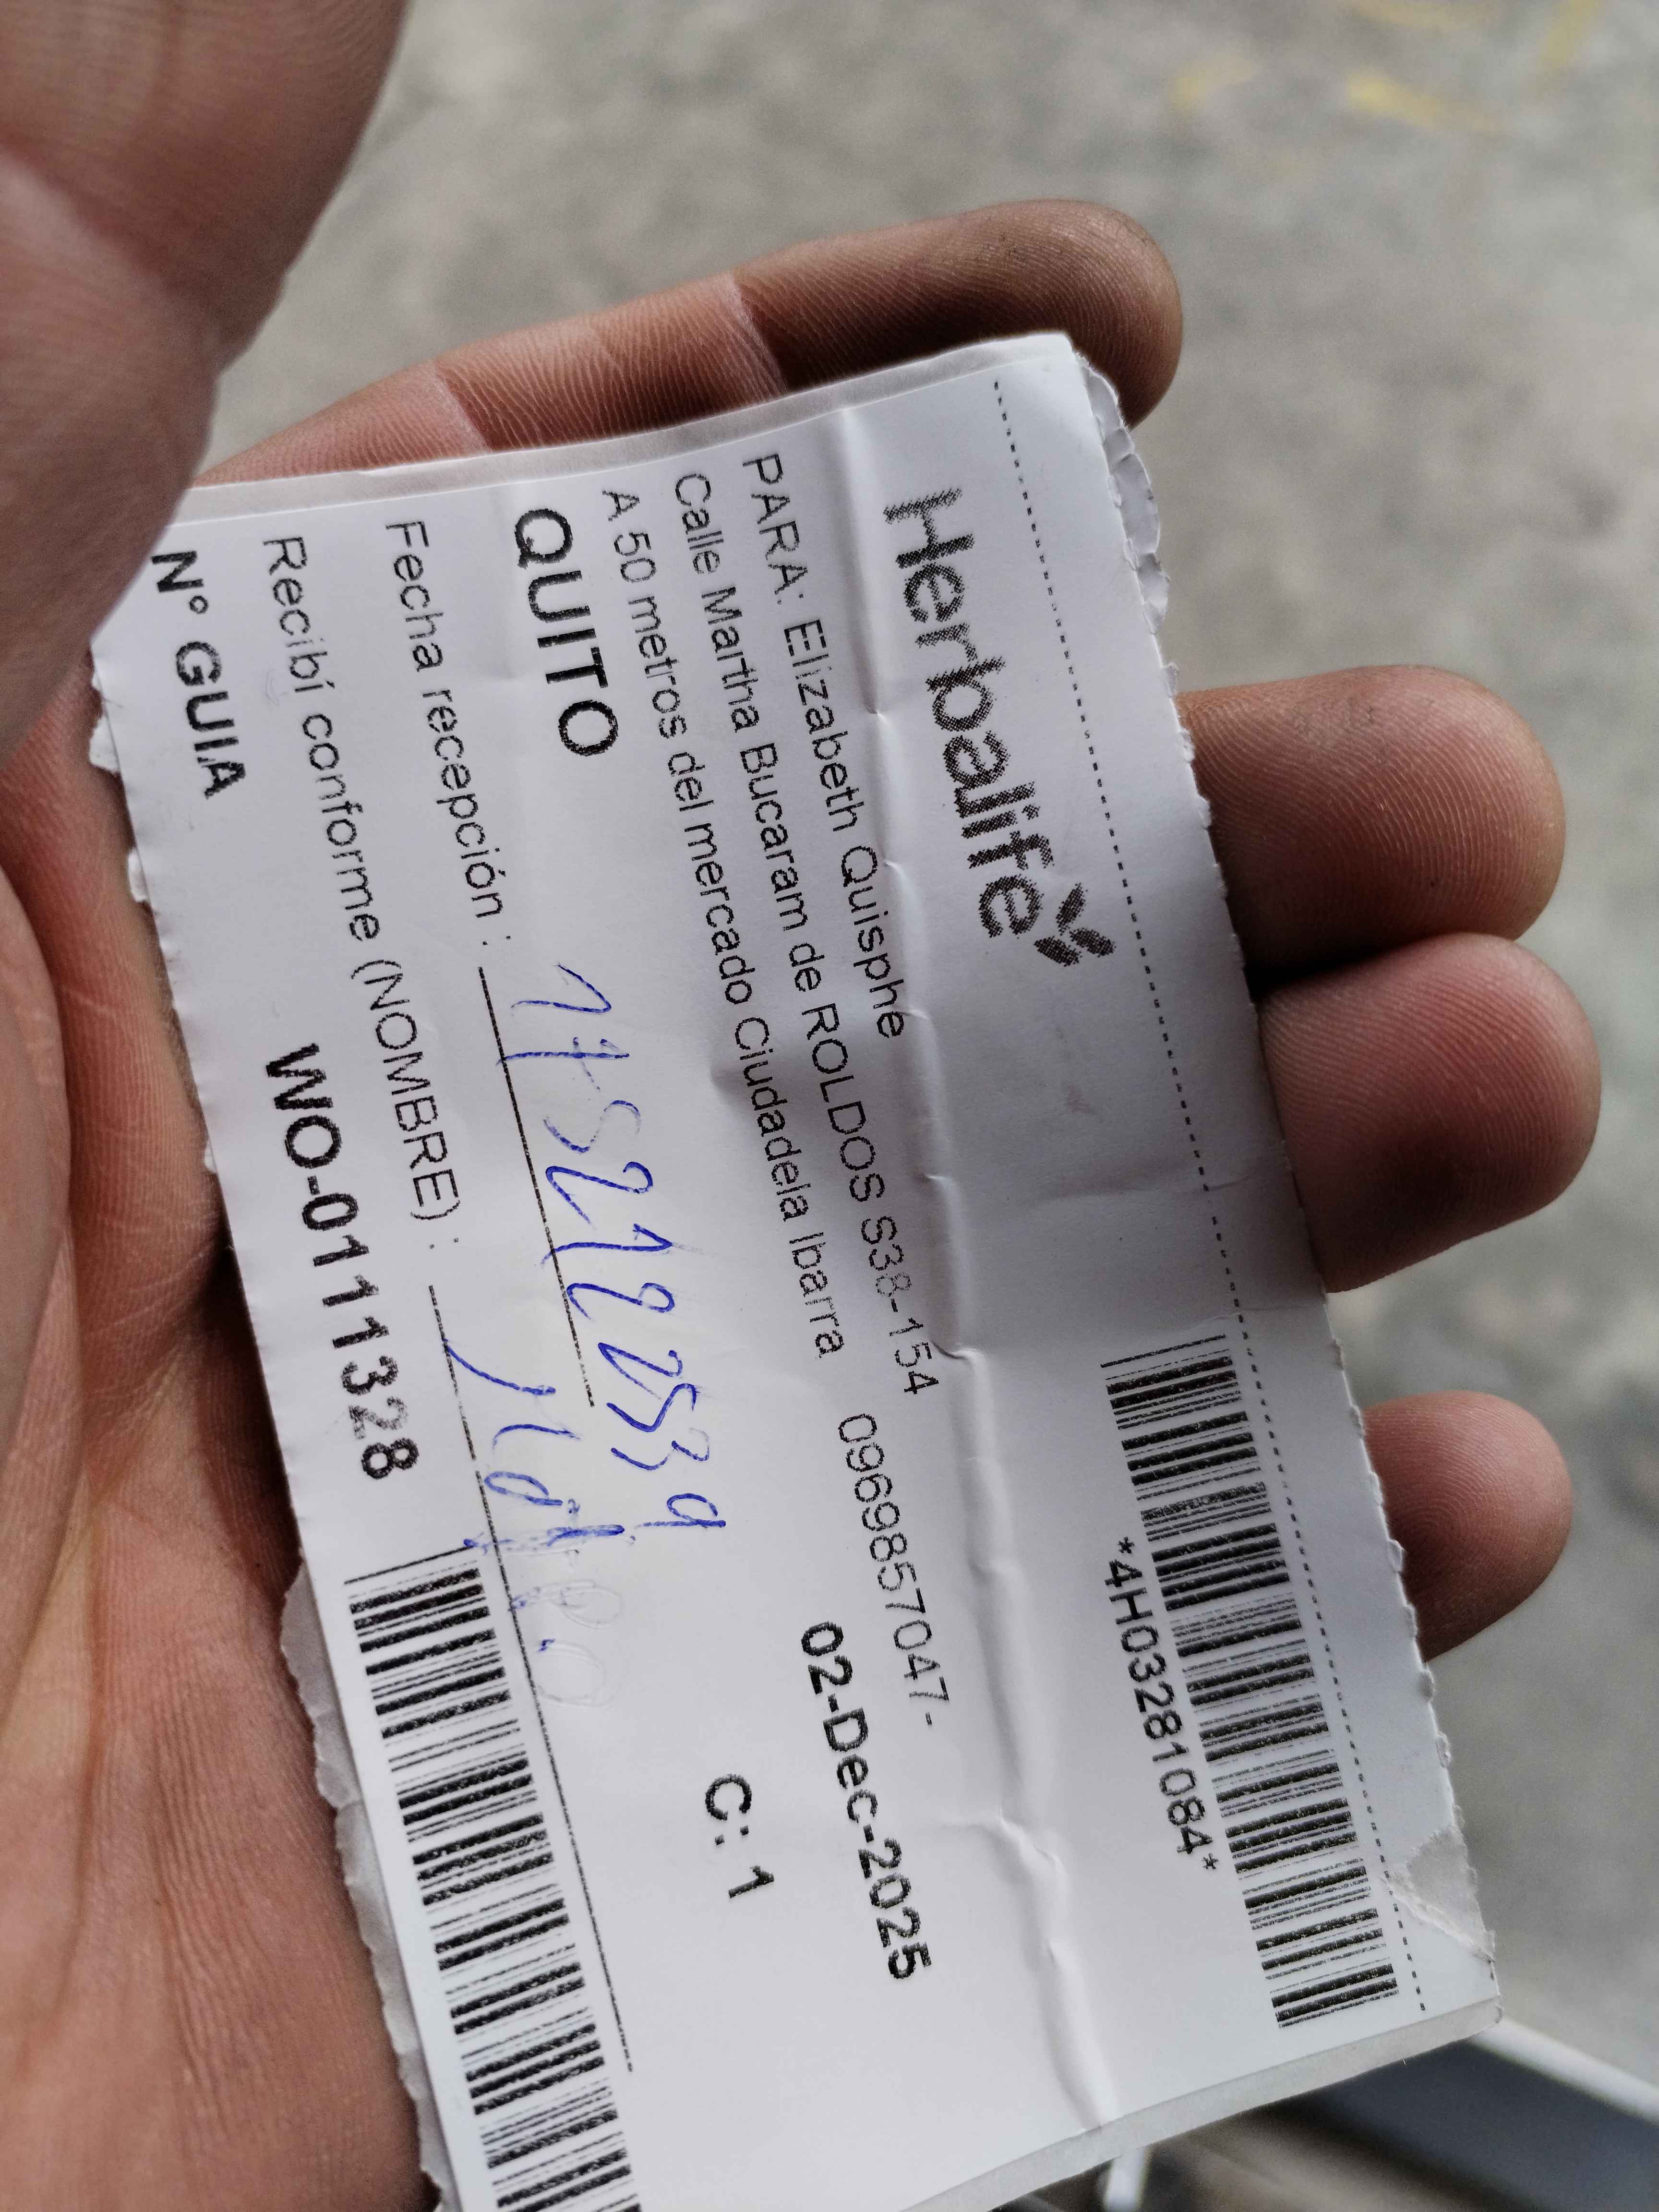 *4H03281084*
Herbalife
PARA: Elizabeth Quisphe
Calle Martha Bucaram de ROLDOS S38-154 0969857047-
A 50 metros del mercado Ciudadela Ibarra
02-Dec-2025
QUITO
C: 1
Fecha recepción :
Recibí conforme (NOMBRE) :
N° GUIA WO-0111328